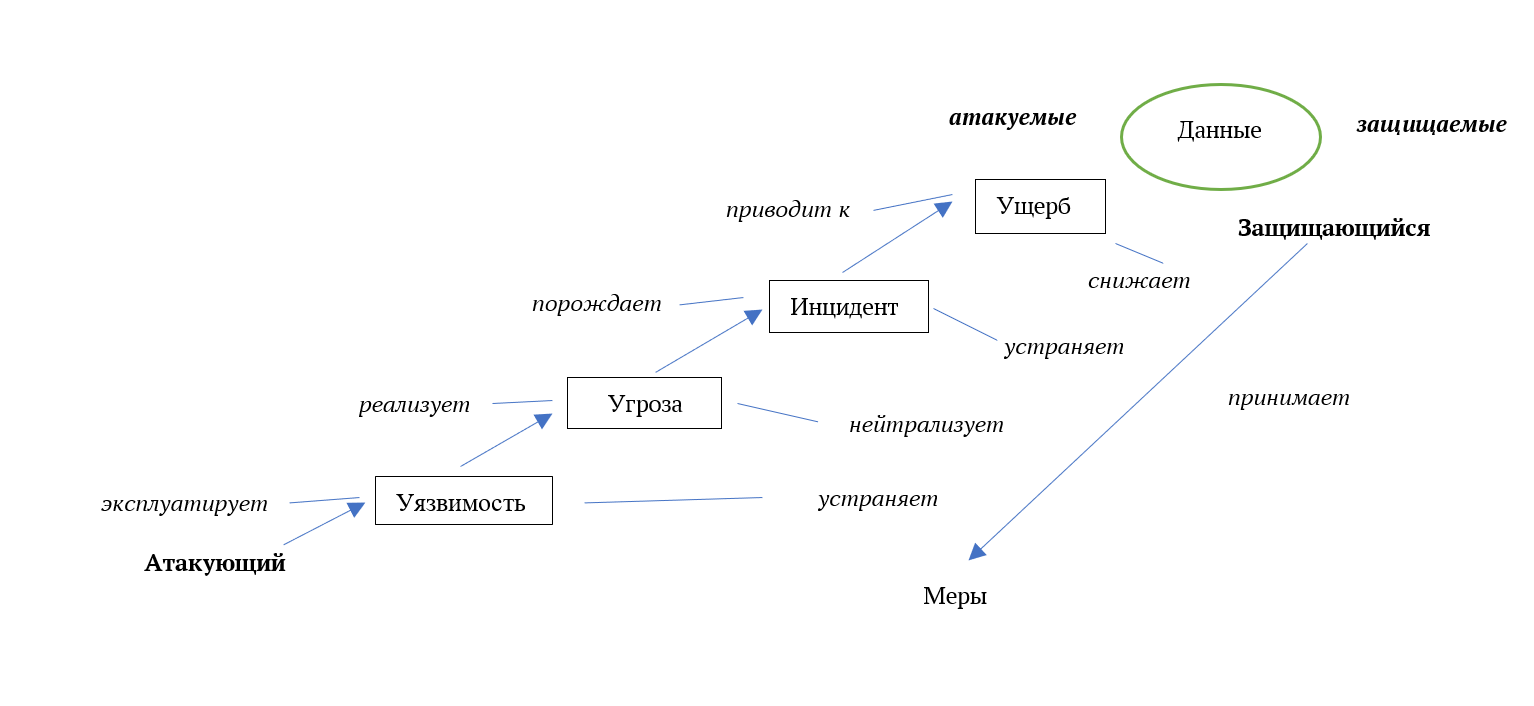 атакуемые
Данные
защищаемые
приводит к
Ущерб
Защищающийся
снижает
порождает
Инцидент
устраняет
реализует
Угроза
принимает
нейтрализует
эксплуатирует
Уязвимость
устраняет
Атакующий
Меры